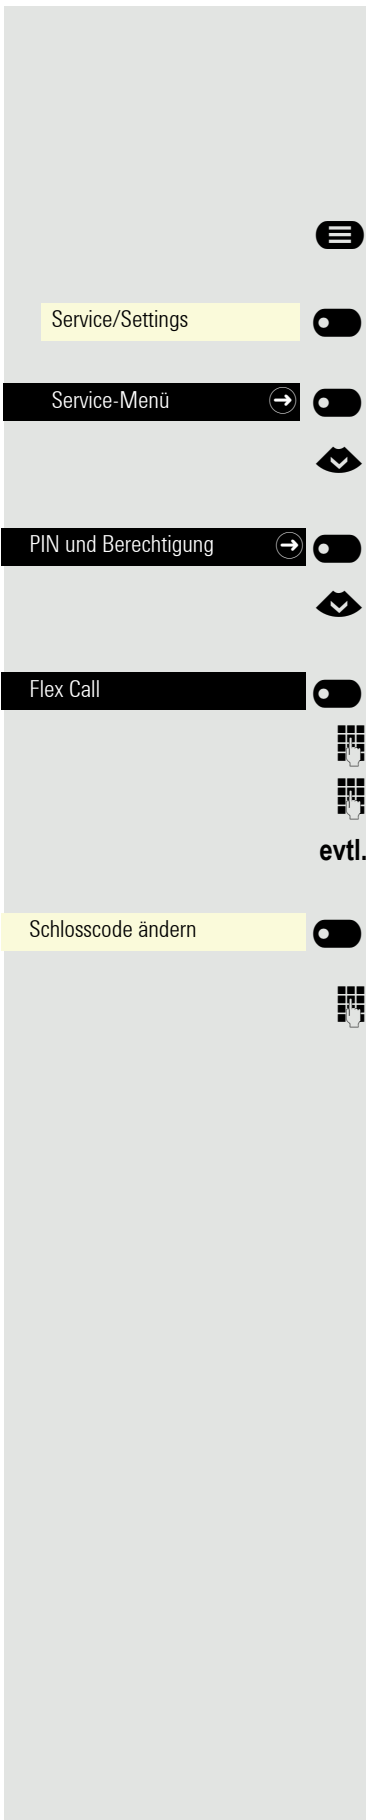 Service/Settings
Service-Menü
PIN und Berechtigung
Flex Call
evtl.
Schlosscode ändern